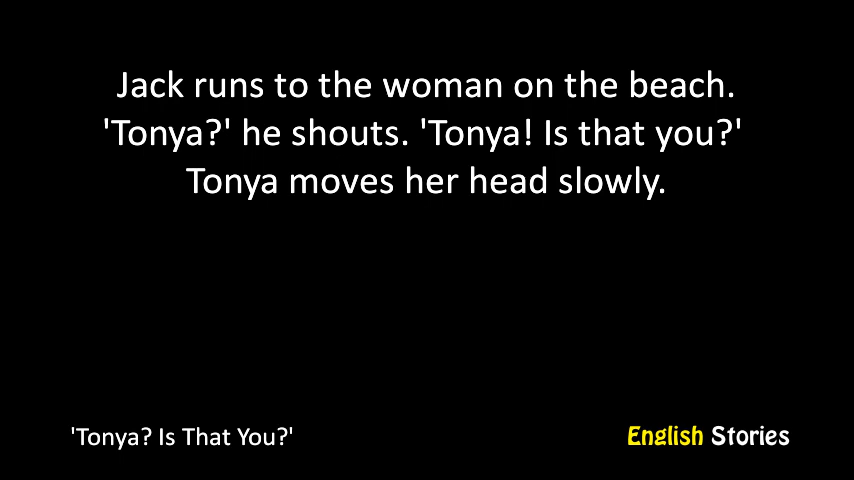 Jack runs to the woman on the beach.
'Tonya?' he shouts. 'Tonya! Is that you?'
Tonya moves her head slowly.
'Tonya? Is That You?'
English Stories